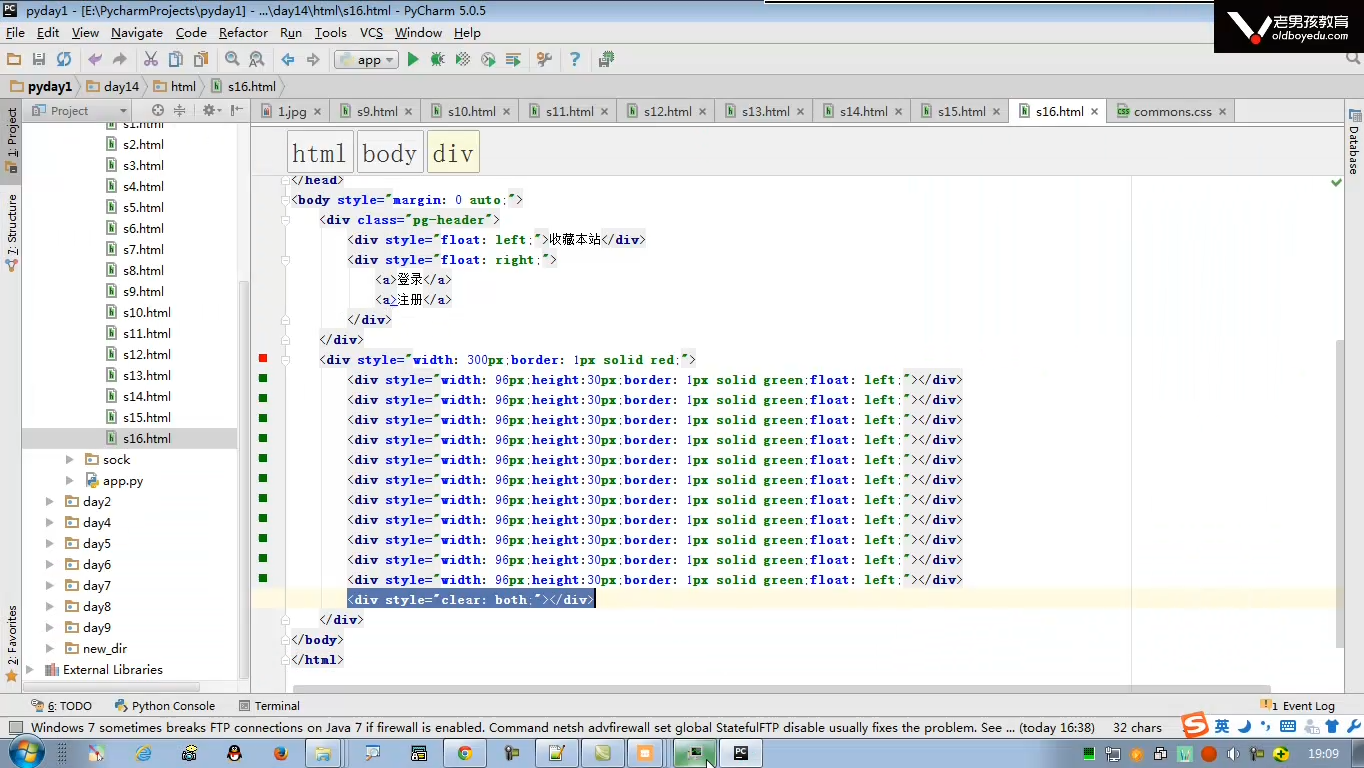 pyday1 - [E:\PycharmProjects\pyday1] - ...\day14\html\s16.html - PyCharm 5.0.5
老男孩教育
oldboyedu.com
File Edit View Navigate Code Refactor Run Tools VCS Window Help
app
pyday1 day14 html s16.html
Project 1.jpg s9.html s10.html s11.html s12.html s13.html s14.html s15.html s16.html commons.css
1: Project
7: Structure
2: Favorites
Database
html body div
s1.html
s2.html
s3.html
s4.html
s5.html
s6.html
s7.html
s8.html
s9.html
s10.html
s11.html
s12.html
s13.html
s14.html
s15.html
s16.html
sock
app.py
day2
day4
day5
day6
day7
day8
day9
new_dir
External Libraries
</head>
<body style="margin: 0 auto;">
<div class="pg-header">
<div style="float: left;">收藏本站</div>
<div style="float: right;">
<a>登录</a>
<a>注册</a>
</div>
</div>
<div style="width: 300px;border: 1px solid red;">
<div style="width: 96px;height:30px;border: 1px solid green;float: left;"></div>
<div style="width: 96px;height:30px;border: 1px solid green;float: left;"></div>
<div style="width: 96px;height:30px;border: 1px solid green;float: left;"></div>
<div style="width: 96px;height:30px;border: 1px solid green;float: left;"></div>
<div style="width: 96px;height:30px;border: 1px solid green;float: left;"></div>
<div style="width: 96px;height:30px;border: 1px solid green;float: left;"></div>
<div style="width: 96px;height:30px;border: 1px solid green;float: left;"></div>
<div style="width: 96px;height:30px;border: 1px solid green;float: left;"></div>
<div style="width: 96px;height:30px;border: 1px solid green;float: left;"></div>
<div style="width: 96px;height:30px;border: 1px solid green;float: left;"></div>
<div style="width: 96px;height:30px;border: 1px solid green;float: left;"></div>
<div style="clear: both;"></div>
</div>
</body>
</html>
6: TODO Python Console Terminal 1 Event Log
Windows 7 sometimes breaks FTP connections on Java 7 if firewall is enabled. Command netsh advfirewall set global StatefulFTP disable usually fixes the problem. See ... (today 16:38) 32 chars
英
19:09